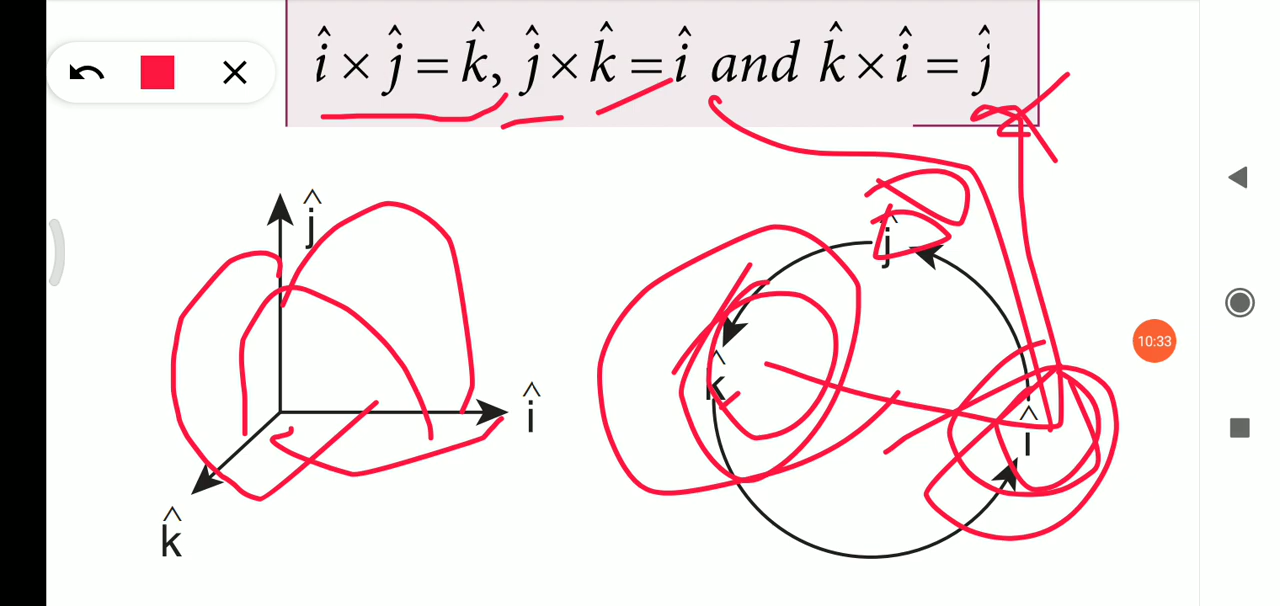 î × ĵ = k̂, ĵ × k̂ = î and k̂ × î = ĵ
ĵ
ĵ
10:33
k̂
î
î
k̂